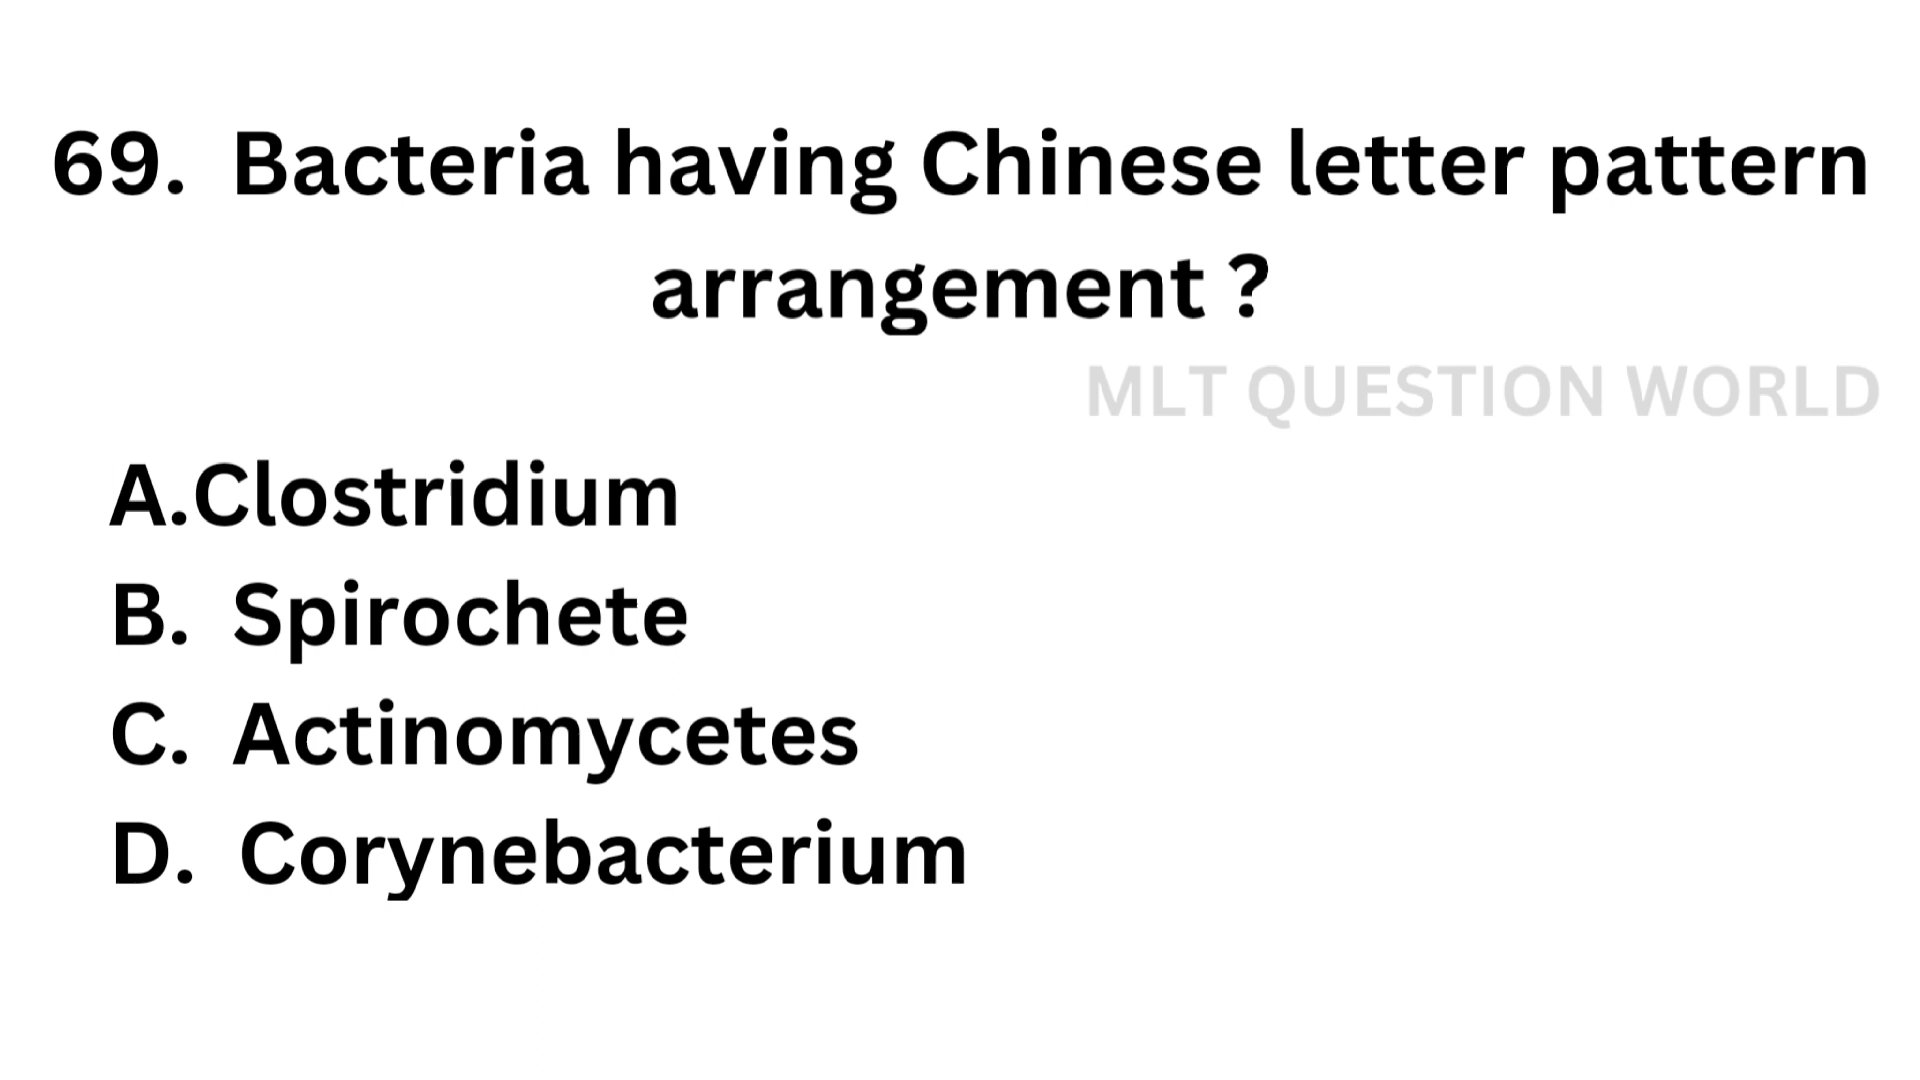 69. Bacteria having Chinese letter pattern
arrangement ?
MLT QUESTION WORLD
A.Clostridium
B. Spirochete
C. Actinomycetes
D. Corynebacterium